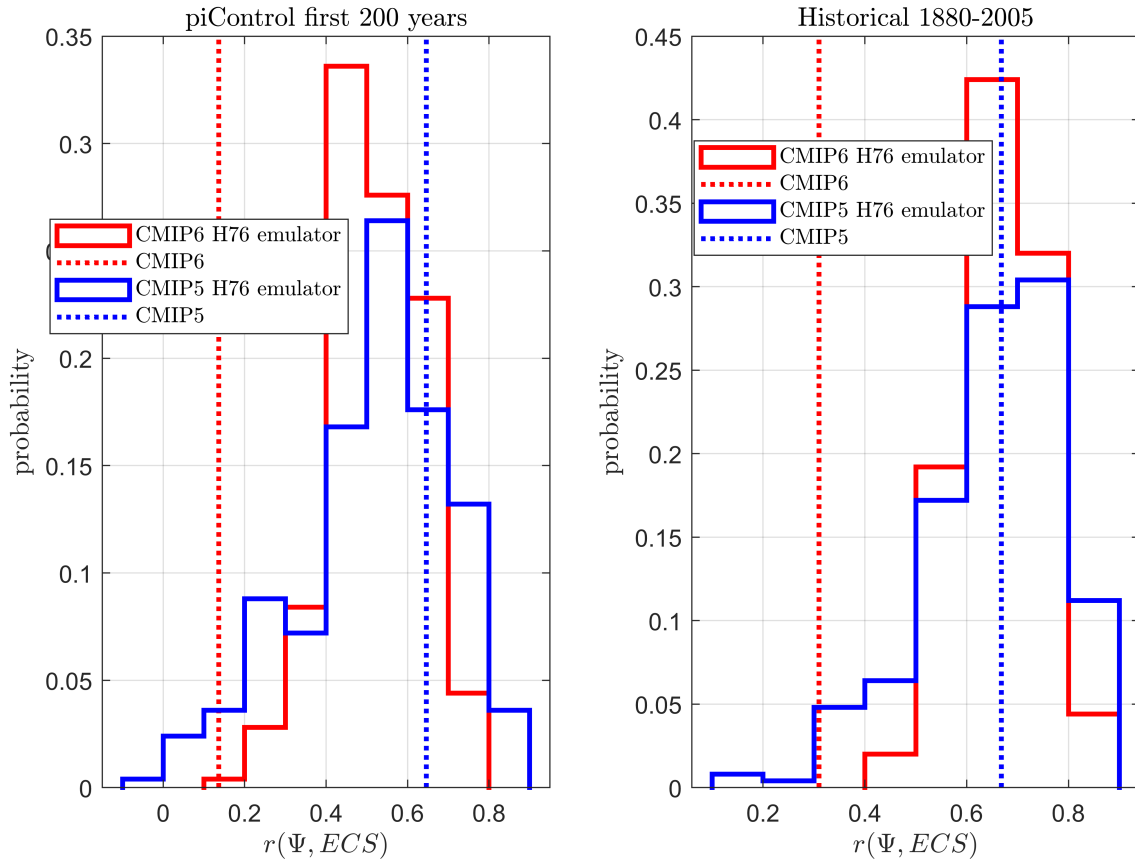 piControl first 200 years
0.35
0.3
0.2
0.15
0.1
0.05
0
probability
CMIP6 H76 emulator
CMIP6
CMIP5 H76 emulator
CMIP5
0 0.2 0.4 0.6 0.8
r(Ψ, ECS)
Historical 1880-2005
0.45
0.4
0.35
0.3
0.25
0.2
0.15
0.1
0.05
0
probability
CMIP6 H76 emulator
CMIP6
CMIP5 H76 emulator
CMIP5
0.2 0.4 0.6 0.8
r(Ψ, ECS)